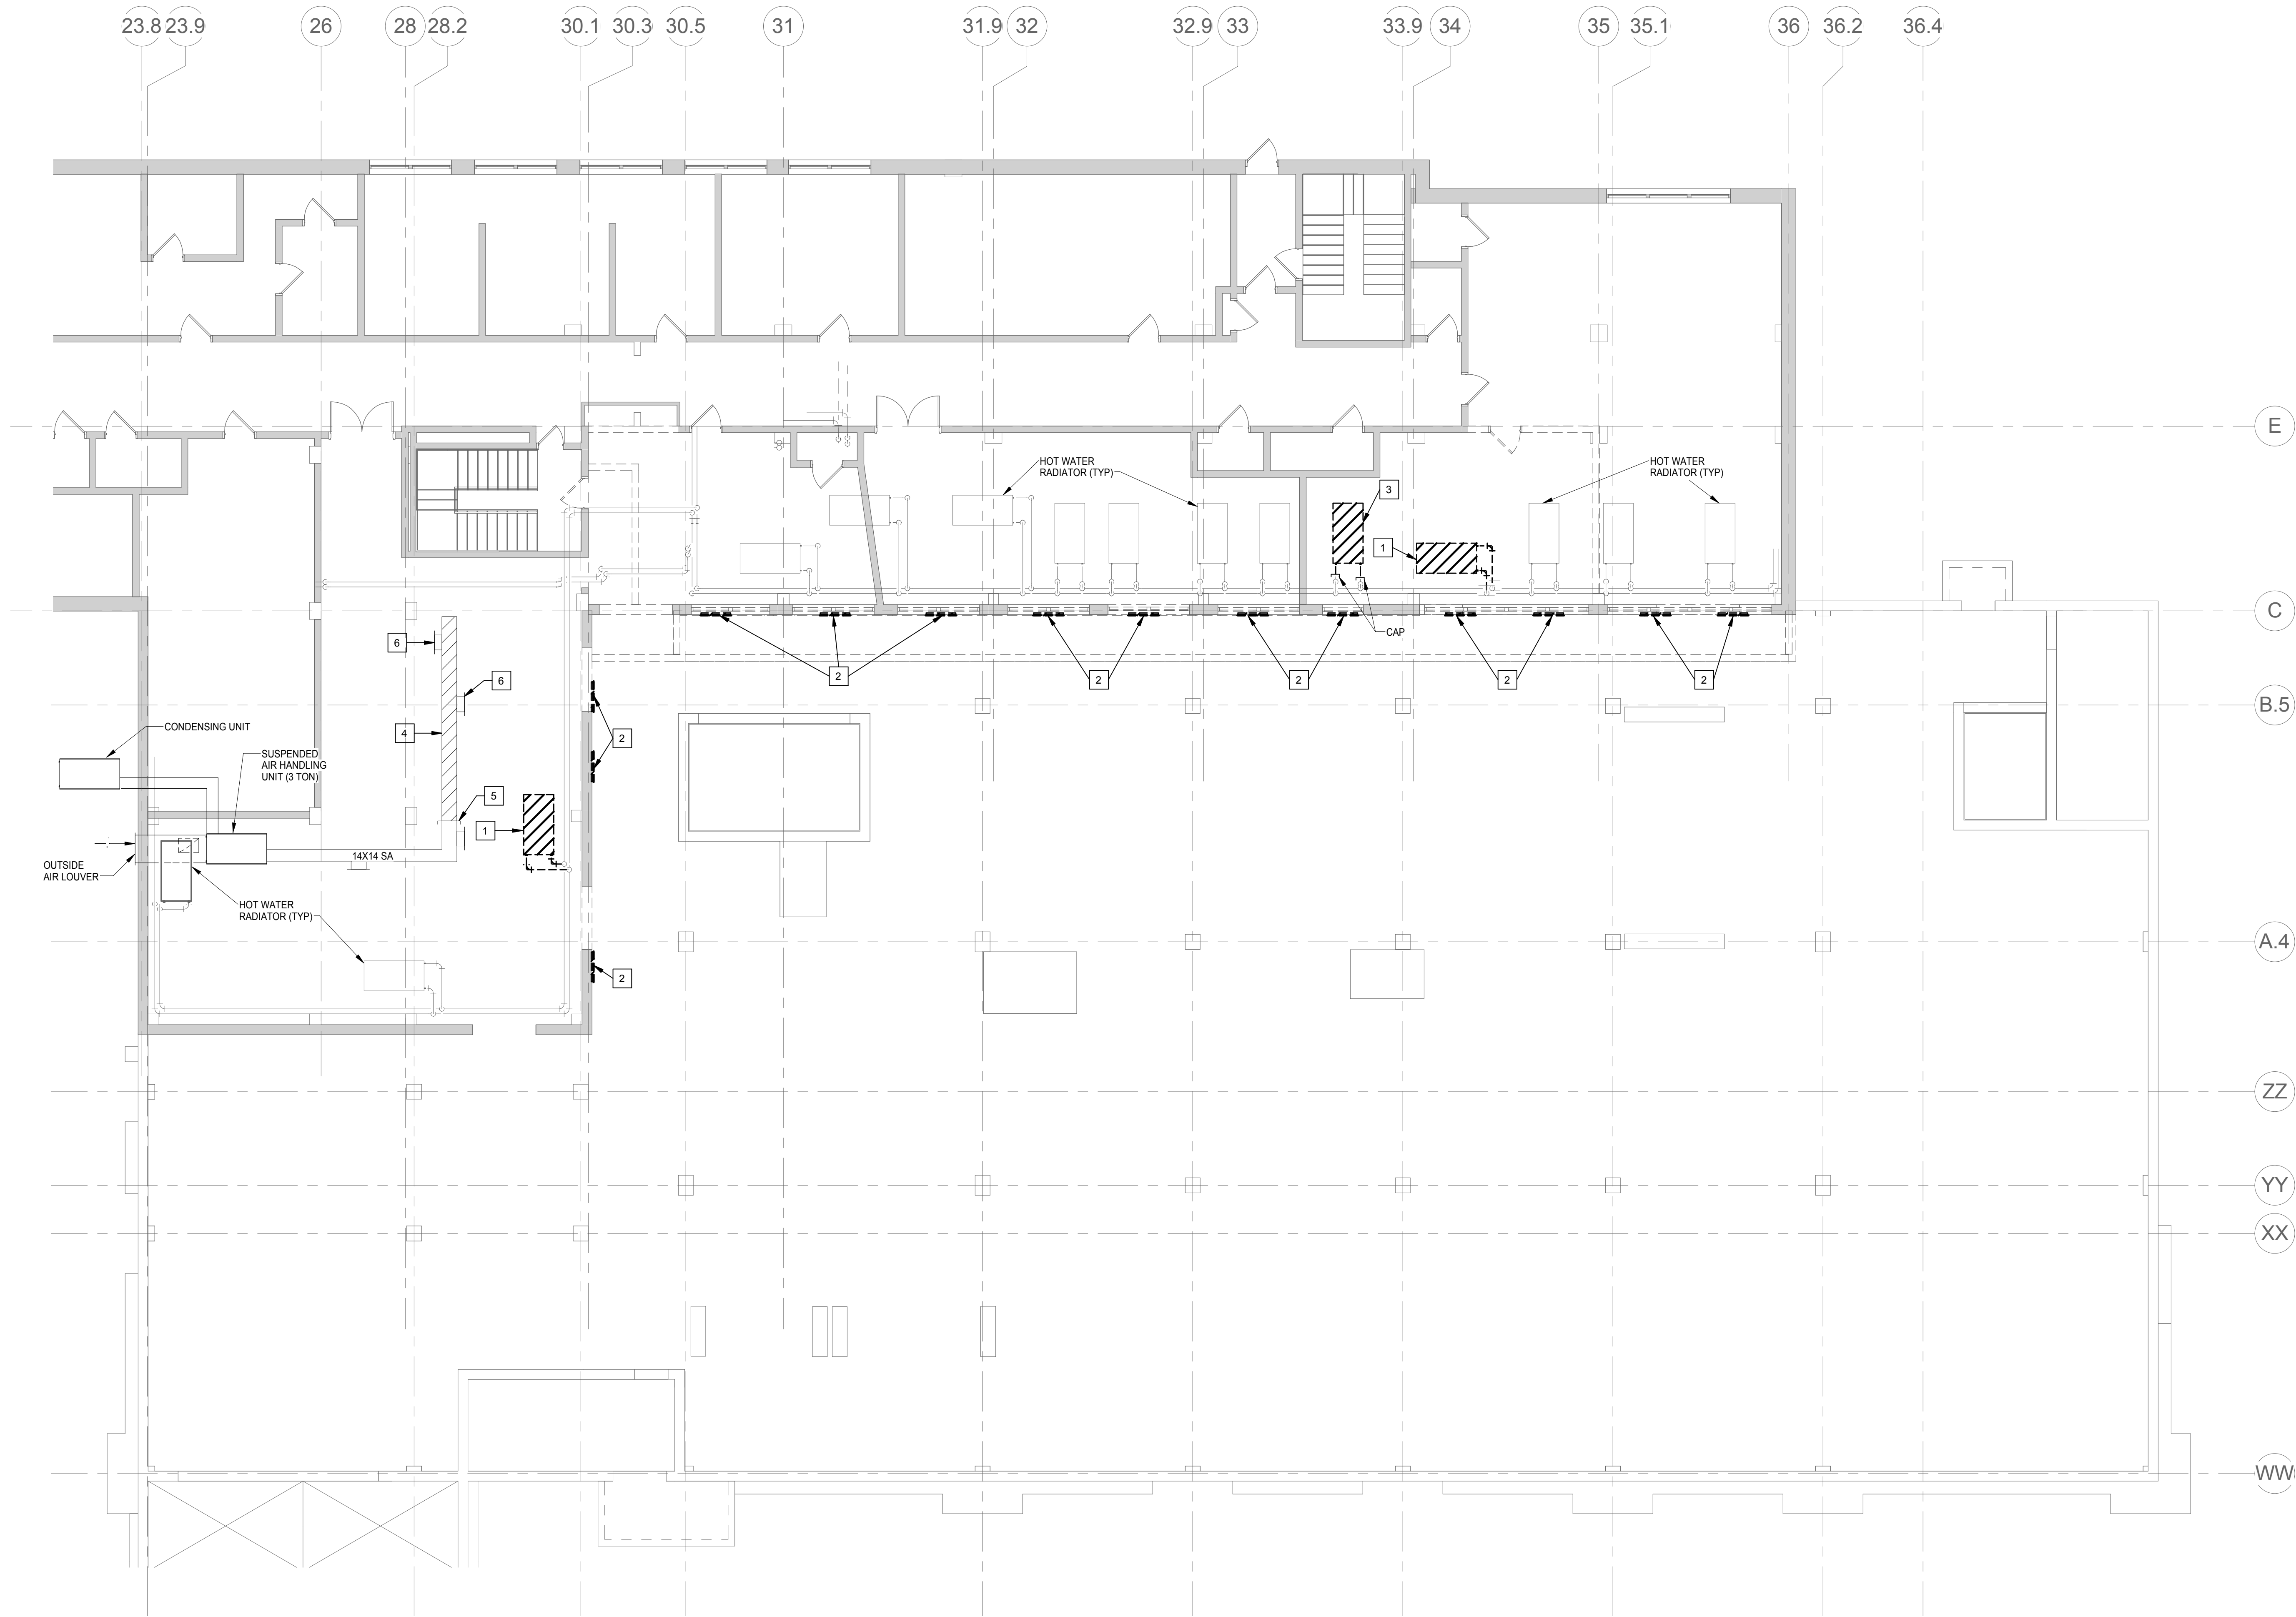 23.8 23.9 26 28 28.2 30.1 30.3 30.5 31 31.9 32 32.9 33 33.9 34 35 35.1 36 36.2 36.4
E
HOT WATER
RADIATOR (TYP)
HOT WATER
RADIATOR (TYP)
3
1
C
CAP
6
2
2
2
2
2
6
B.5
4
2
CONDENSING UNIT
SUSPENDED
AIR HANDLING
UNIT (3 TON)
5
1
14X14 SA
OUTSIDE
AIR LOUVER
HOT WATER
RADIATOR (TYP)
A.4
2
ZZ
YY
XX
WW